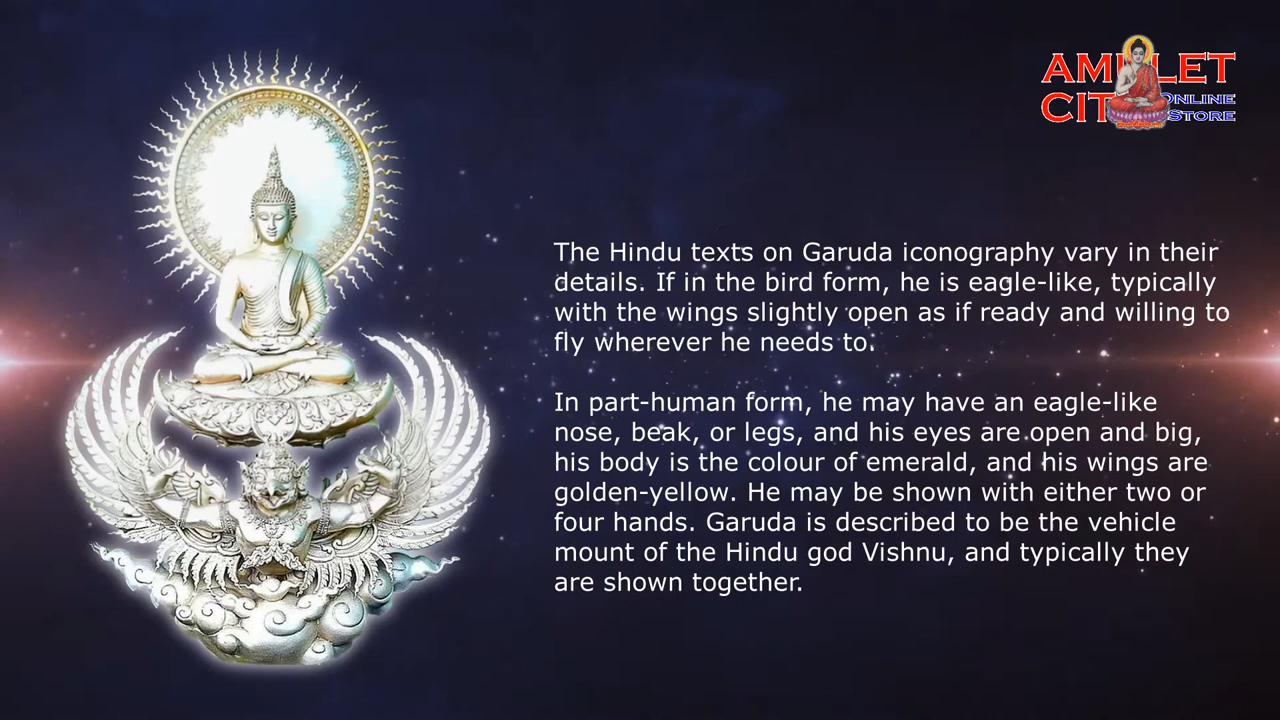 AMULET
CITY ONLINE
STORE
The Hindu texts on Garuda iconography vary in their
details. If in the bird form, he is eagle-like, typically
with the wings slightly open as if ready and willing to
fly wherever he needs to.
In part-human form, he may have an eagle-like
nose, beak, or legs, and his eyes are open and big,
his body is the colour of emerald, and his wings are
golden-yellow. He may be shown with either two or
four hands. Garuda is described to be the vehicle
mount of the Hindu god Vishnu, and typically they
are shown together.